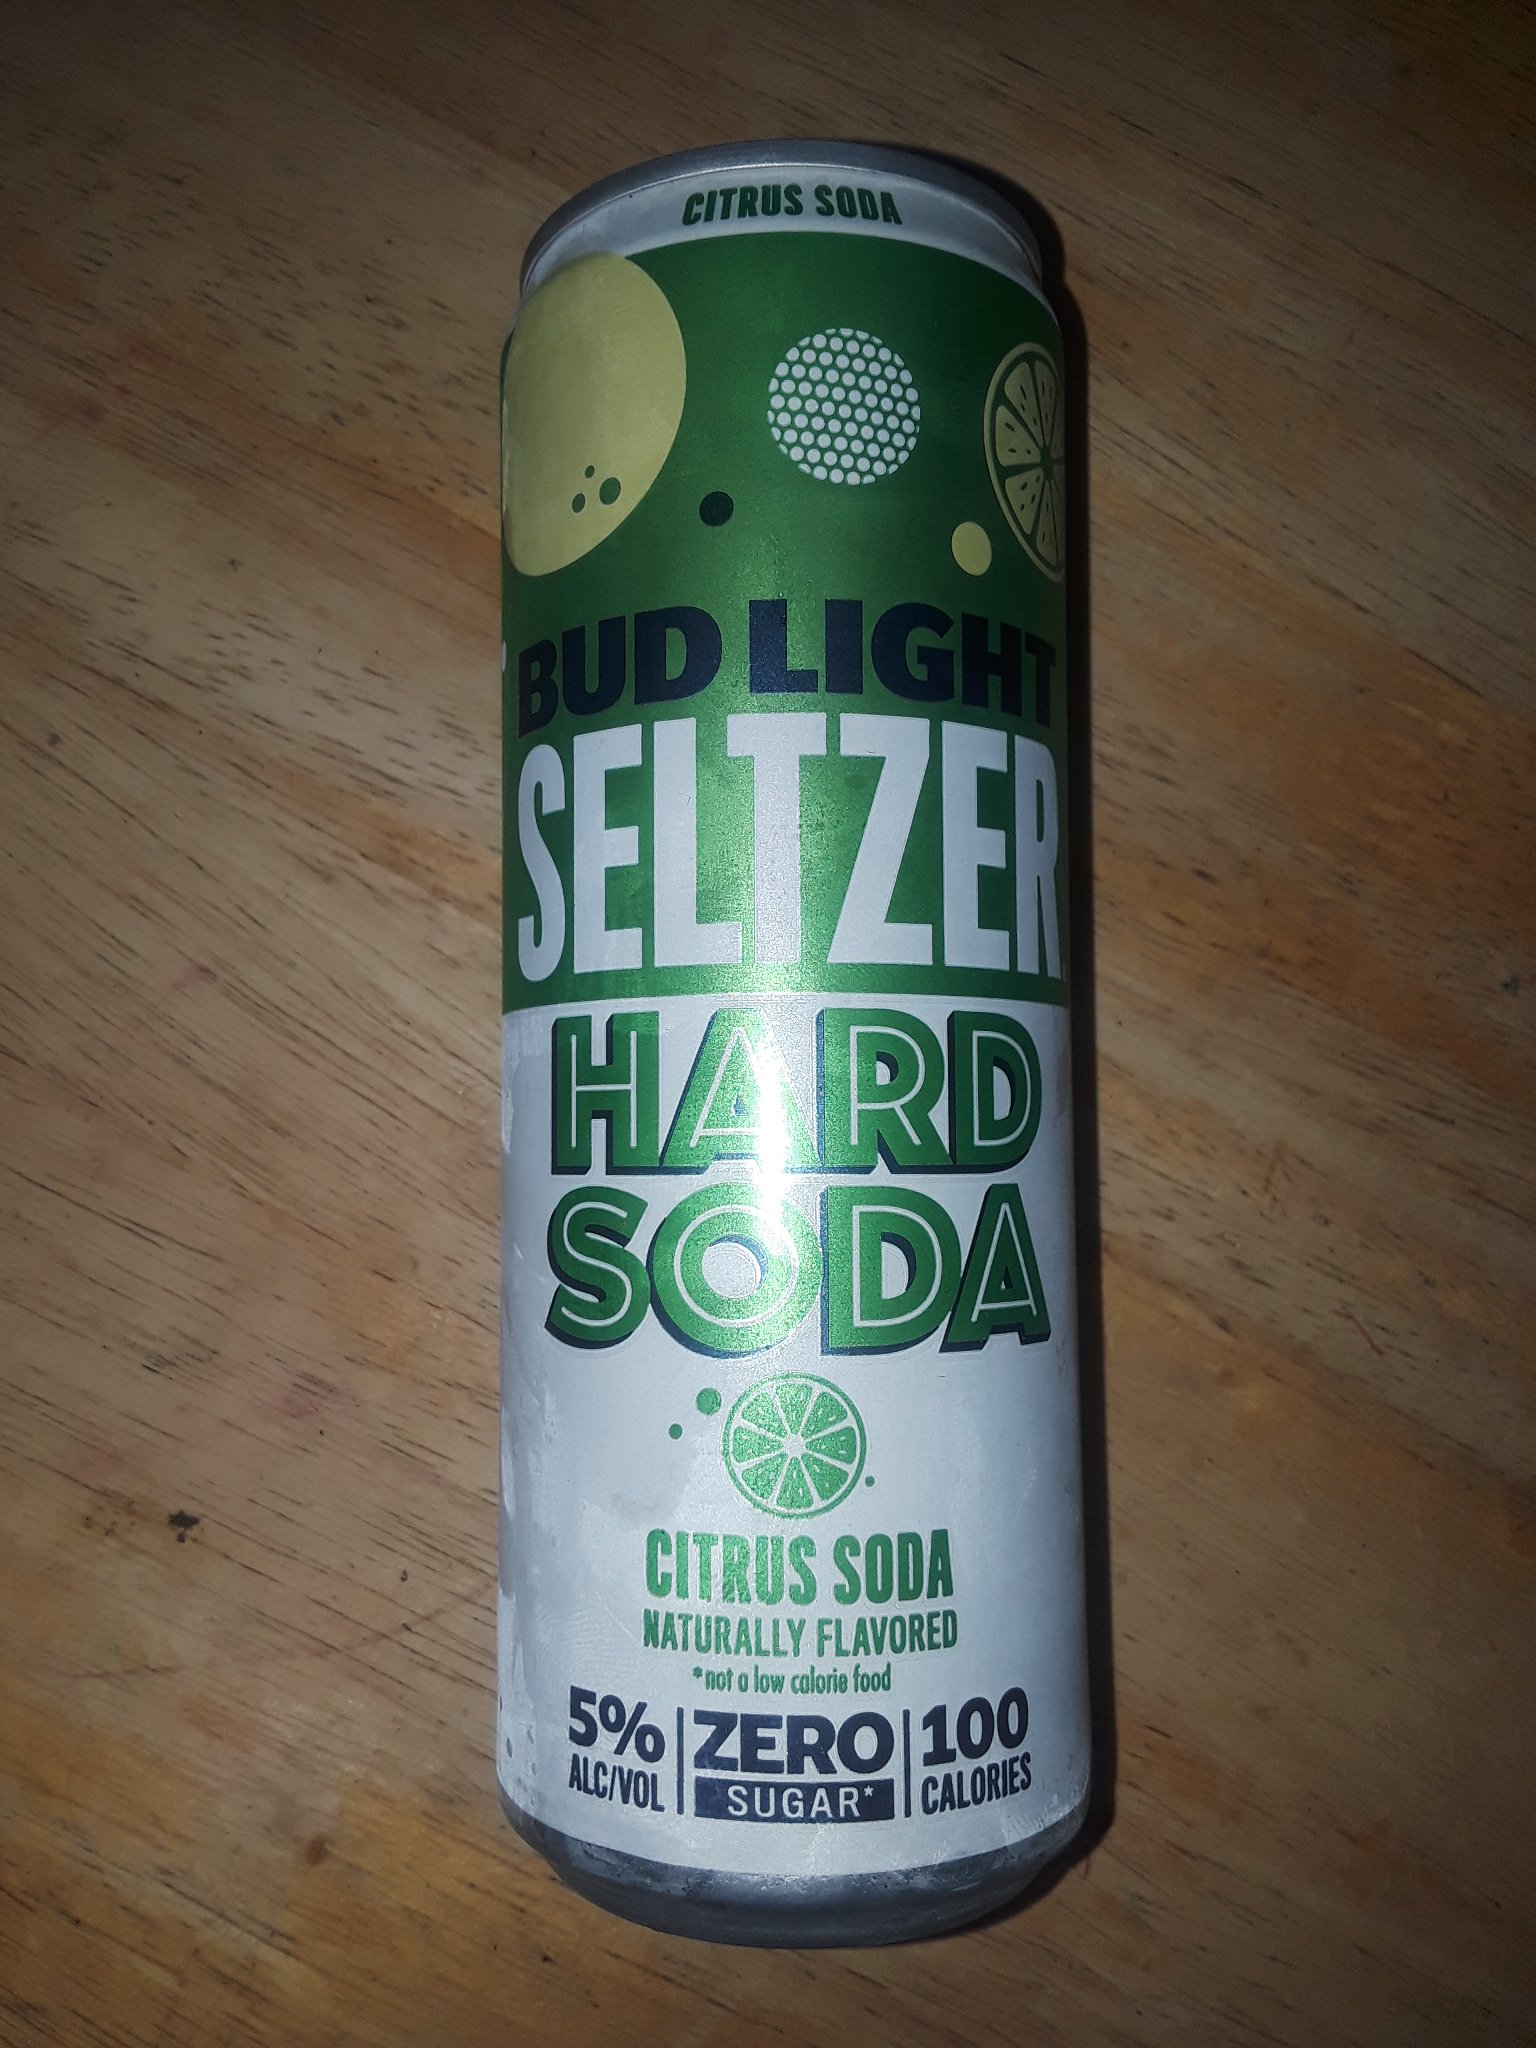 CITRUS SODA
BUD LIGHT
SELTZER
HARD
SODA
CITRUS SODA
NATURALLY FLAVORED
*not a low calorie food
5% ZERO 100
ALC/VOL SUGAR* CALORIES